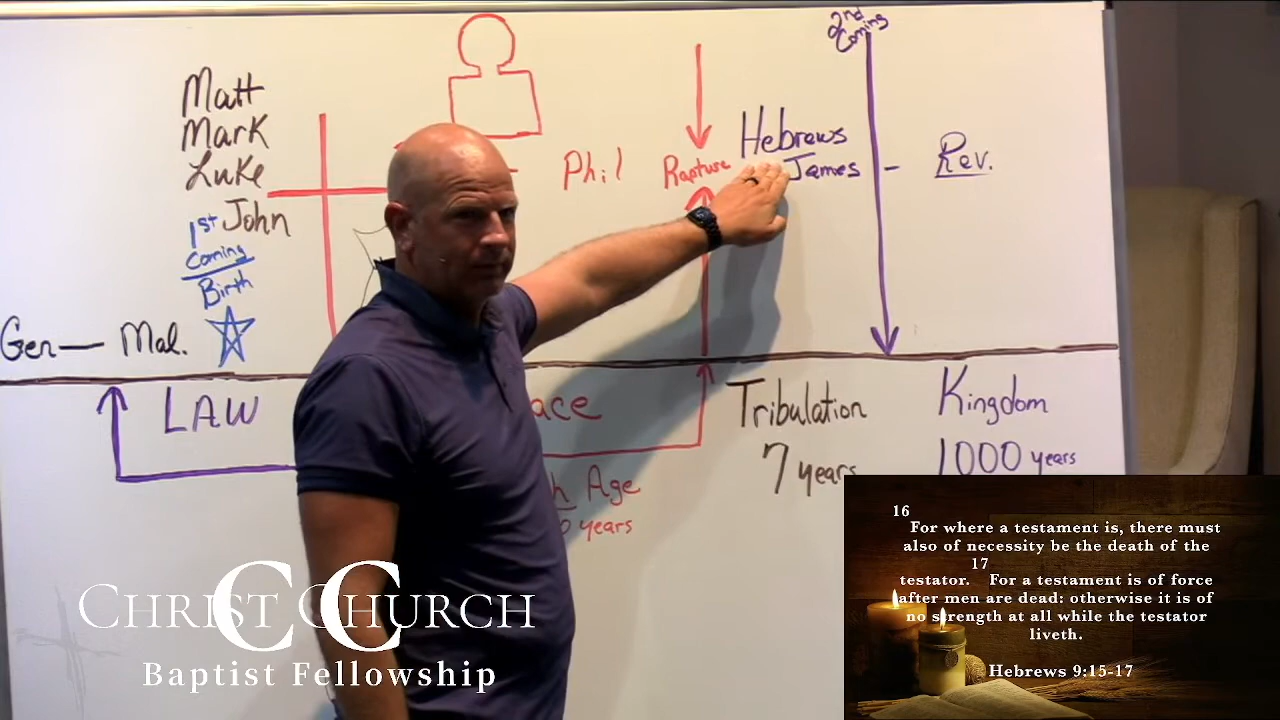 2nd
Coming
Matt
Mark
Luke
1st John
Coming
Birth
Phil
Rapture
Hebrews
James
Rev.
Gen— Mal.
LAW
Tribulation
7 years
Kingdom
1000 years
Age
years
CC
CHRIST CHURCH
Baptist Fellowship
16
For where a testament is, there must
also of necessity be the death of the
17
testator. For a testament is of force
after men are dead: otherwise it is of
no strength at all while the testator
liveth.
Hebrews 9:15-17